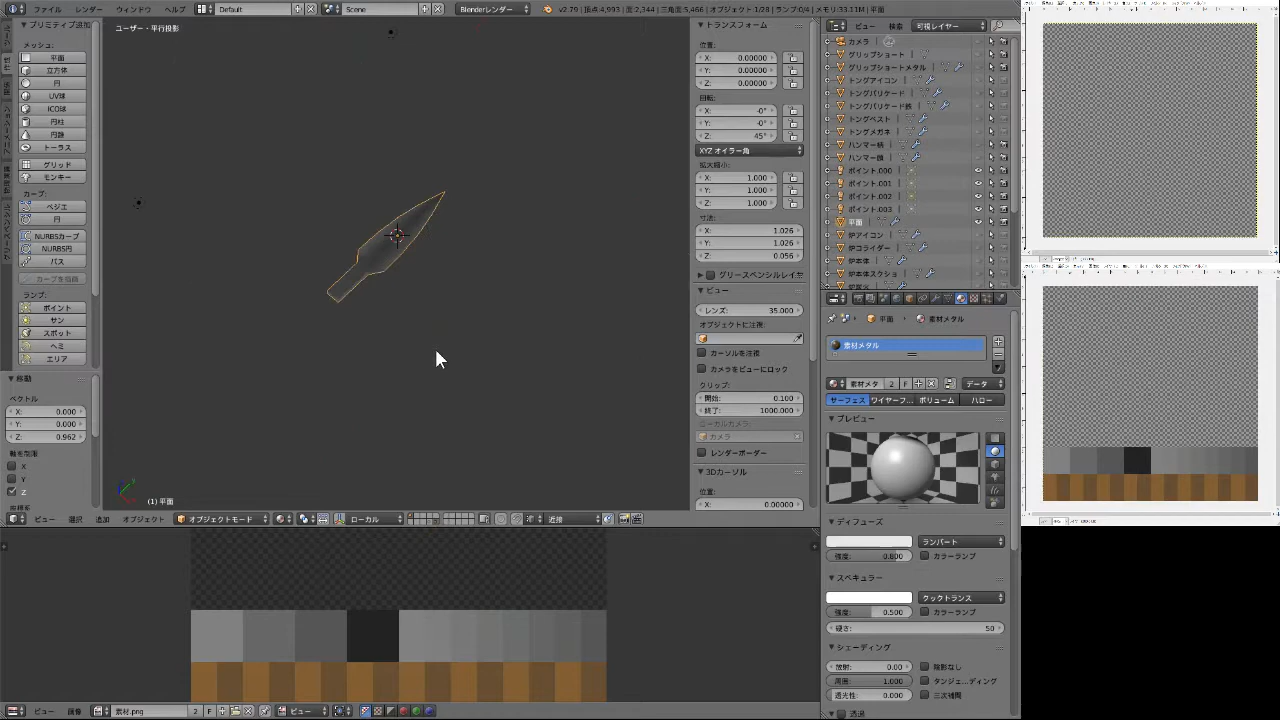 ファイル レンダー ウィンドウ ヘルプ Default Scene Blenderレンダー v2.79 | 頂点:4,993 | 面:2,344 | 三角面:5,466 | オブジェクト:1/28 | ランプ:0/4 | メモリ:33.11M | 平面
プリミティブ追加
メッシュ:
平面
立方体
円
UV球
ICO球
円柱
円錐
トーラス
グリッド
モンキー
カーブ:
ベジエ
円
NURBSカーブ
NURBS円
パス
ランプ:
ポイント
サン
スポット
ヘミ
エリア
移動
ベクトル
X: 0.000
Y: 0.000
Z: 0.962
軸を制限
X
Y
Z
ユーザー・平行投影
(1) 平面
ビュー 選択 追加 オブジェクト オブジェクトモード ローカル 近接
トランスフォーム
位置:
X: 0.00000
Y: 0.00000
Z: 0.00000
回転:
X: -0°
Y: -0°
Z: 45°
XYZ オイラー角
拡大縮小:
X: 1.000
Y: 1.000
Z: 1.000
寸法:
X: 1.026
Y: 1.026
Z: 0.056
グリースペンシルレイヤ
ビュー
レンズ: 35.000
オブジェクトに注視:
カーソルを注視
カメラをビューにロック
クリップ:
開始: 0.100
終了: 1000.000
ローカルカメラ:
カメラ
レンダーボーダー
3Dカーソル
位置:
X: 0.00000
ビュー 検索 可視レイヤー
カメラ
グリップショート
グリップショートメタル
トングアイコン
トングバリケード
トングバリケード鉄
トングベスト
トングメガネ
ハンマー柄
ハンマー頭
ポイント.000
ポイント.001
ポイント.002
ポイント.003
平面
炉アイコン
炉コライダー
炉本体
平面 素材メタル
素材メタル
素材メタ 2 F データ
サーフェス ワイヤーフ... ボリューム ハロー
プレビュー
ディフューズ
ランバート
強度: 0.800 カラーランプ
スペキュラー
クックトランス
強度: 0.500 カラーランプ
硬さ: 50
シェーディング
放射: 0.00 陰影なし
周囲: 1.000 タンジェ...ディング
透光性: 0.000 三次補間
透過
ビュー 画像 素材.png 2 F ビュー